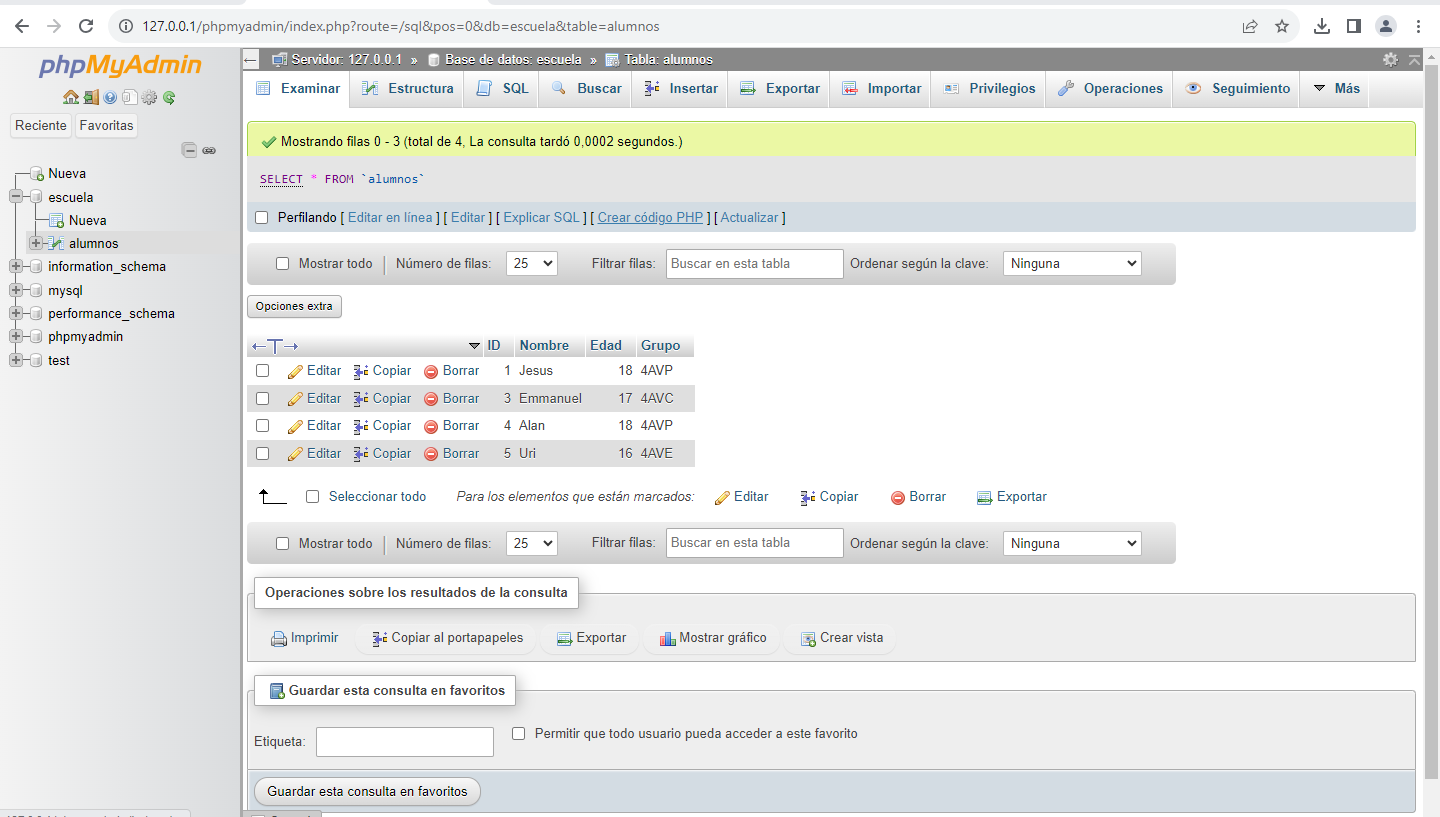 127.0.0.1/phpmyadmin/index.php?route=/sql&pos=0&db=escuela&table=alumnos
phpMyAdmin
Reciente Favoritas
Nueva
escuela
Nueva
alumnos
information_schema
mysql
performance_schema
phpmyadmin
test
Servidor: 127.0.0.1 » Base de datos: escuela » Tabla: alumnos
Examinar Estructura SQL Buscar Insertar Exportar Importar Privilegios Operaciones Seguimiento Más
Mostrando filas 0 - 3 (total de 4, La consulta tardó 0,0002 segundos.)
SELECT * FROM `alumnos`
Perfilando [ Editar en línea ] [ Editar ] [ Explicar SQL ] [ Crear código PHP ] [ Actualizar ]
Mostrar todo Número de filas: 25 Filtrar filas: Buscar en esta tabla Ordenar según la clave: Ninguna
Opciones extra
←T→ ID Nombre Edad Grupo
Editar Copiar Borrar 1 Jesus 18 4AVP
Editar Copiar Borrar 3 Emmanuel 17 4AVC
Editar Copiar Borrar 4 Alan 18 4AVP
Editar Copiar Borrar 5 Uri 16 4AVE
Seleccionar todo Para los elementos que están marcados: Editar Copiar Borrar Exportar
Mostrar todo Número de filas: 25 Filtrar filas: Buscar en esta tabla Ordenar según la clave: Ninguna
Operaciones sobre los resultados de la consulta
Imprimir Copiar al portapapeles Exportar Mostrar gráfico Crear vista
Guardar esta consulta en favoritos
Etiqueta: Permitir que todo usuario pueda acceder a este favorito
Guardar esta consulta en favoritos